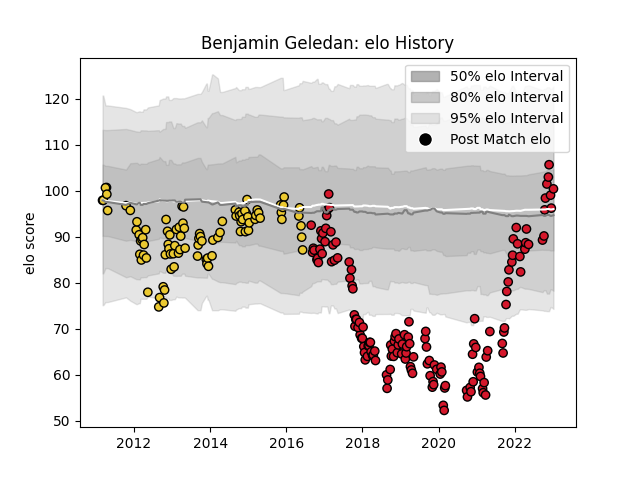 Benjamin Geledan: elo History
50% elo Interval
80% elo Interval
95% elo Interval
Post Match elo
elo score
120
110
100
90
80
70
60
50
2012 2014 2016 2018 2020 2022